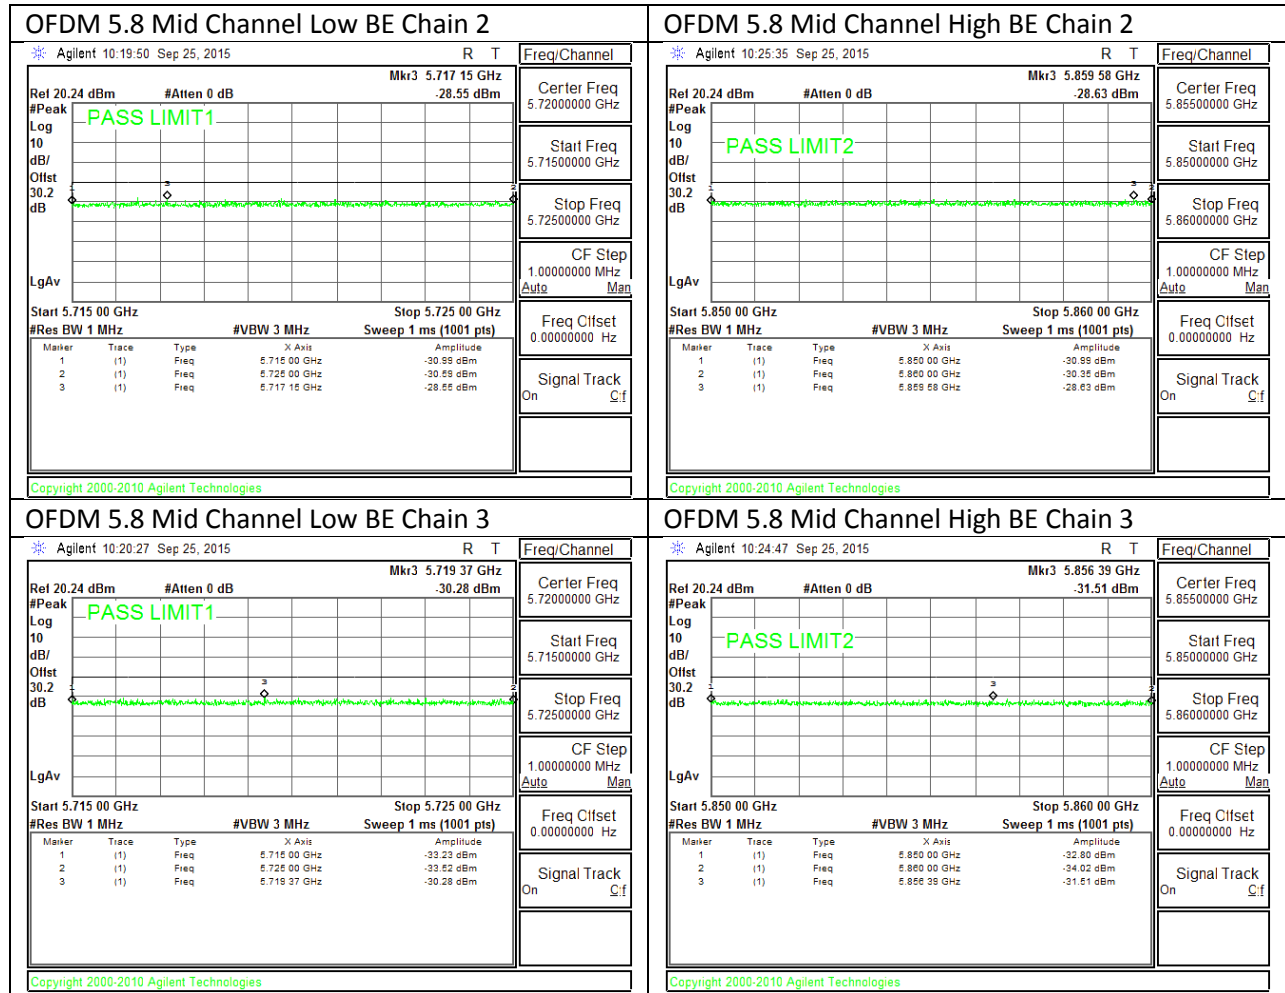 OFDM 5.8 Mid Channel Low BE Chain 2
Agilent 10:19:50 Sep 25, 2015 R T
Freq/Channel
Mkr3 5.717 15 GHz
Ref 20.24 dBm #Atten 0 dB -28.55 dBm
#Peak
Log
10
dB/
Offst
30.2
dB
PASS LIMIT1
1
3
2
LgAv
Start 5.715 00 GHz Stop 5.725 00 GHz
#Res BW 1 MHz #VBW 3 MHz Sweep 1 ms (1001 pts)
Marker Trace Type X Axis Amplitude
1 (1) Freq 5.715 00 GHz -30.99 dBm
2 (1) Freq 5.725 00 GHz -30.59 dBm
3 (1) Freq 5.717 15 GHz -28.55 dBm
Center Freq
5.72000000 GHz
Start Freq
5.71500000 GHz
Stop Freq
5.72500000 GHz
CF Step
1.00000000 MHz
Auto Man
Freq Offset
0.00000000 Hz
Signal Track
On Off
Copyright 2000-2010 Agilent Technologies
OFDM 5.8 Mid Channel High BE Chain 2
Agilent 10:25:35 Sep 25, 2015 R T
Freq/Channel
Mkr3 5.859 58 GHz
Ref 20.24 dBm #Atten 0 dB -28.63 dBm
#Peak
Log
10
dB/
Offst
30.2
dB
PASS LIMIT2
1
3
2
LgAv
Start 5.850 00 GHz Stop 5.860 00 GHz
#Res BW 1 MHz #VBW 3 MHz Sweep 1 ms (1001 pts)
Marker Trace Type X Axis Amplitude
1 (1) Freq 5.850 00 GHz -30.99 dBm
2 (1) Freq 5.860 00 GHz -30.35 dBm
3 (1) Freq 5.859 58 GHz -28.63 dBm
Center Freq
5.85500000 GHz
Start Freq
5.85000000 GHz
Stop Freq
5.86000000 GHz
CF Step
1.00000000 MHz
Auto Man
Freq Offset
0.00000000 Hz
Signal Track
On Off
Copyright 2000-2010 Agilent Technologies
OFDM 5.8 Mid Channel Low BE Chain 3
Agilent 10:20:27 Sep 25, 2015 R T
Freq/Channel
Mkr3 5.719 37 GHz
Ref 20.24 dBm #Atten 0 dB -30.28 dBm
#Peak
Log
10
dB/
Offst
30.2
dB
PASS LIMIT1
1
3
2
LgAv
Start 5.715 00 GHz Stop 5.725 00 GHz
#Res BW 1 MHz #VBW 3 MHz Sweep 1 ms (1001 pts)
Marker Trace Type X Axis Amplitude
1 (1) Freq 5.715 00 GHz -33.23 dBm
2 (1) Freq 5.725 00 GHz -33.52 dBm
3 (1) Freq 5.719 37 GHz -30.28 dBm
Center Freq
5.72000000 GHz
Start Freq
5.71500000 GHz
Stop Freq
5.72500000 GHz
CF Step
1.00000000 MHz
Auto Man
Freq Offset
0.00000000 Hz
Signal Track
On Off
Copyright 2000-2010 Agilent Technologies
OFDM 5.8 Mid Channel High BE Chain 3
Agilent 10:24:47 Sep 25, 2015 R T
Freq/Channel
Mkr3 5.856 39 GHz
Ref 20.24 dBm #Atten 0 dB -31.51 dBm
#Peak
Log
10
dB/
Offst
30.2
dB
PASS LIMIT2
1
3
2
LgAv
Start 5.850 00 GHz Stop 5.860 00 GHz
#Res BW 1 MHz #VBW 3 MHz Sweep 1 ms (1001 pts)
Marker Trace Type X Axis Amplitude
1 (1) Freq 5.850 00 GHz -32.80 dBm
2 (1) Freq 5.860 00 GHz -34.02 dBm
3 (1) Freq 5.856 39 GHz -31.51 dBm
Center Freq
5.85500000 GHz
Start Freq
5.85000000 GHz
Stop Freq
5.86000000 GHz
CF Step
1.00000000 MHz
Auto Man
Freq Offset
0.00000000 Hz
Signal Track
On Off
Copyright 2000-2010 Agilent Technologies